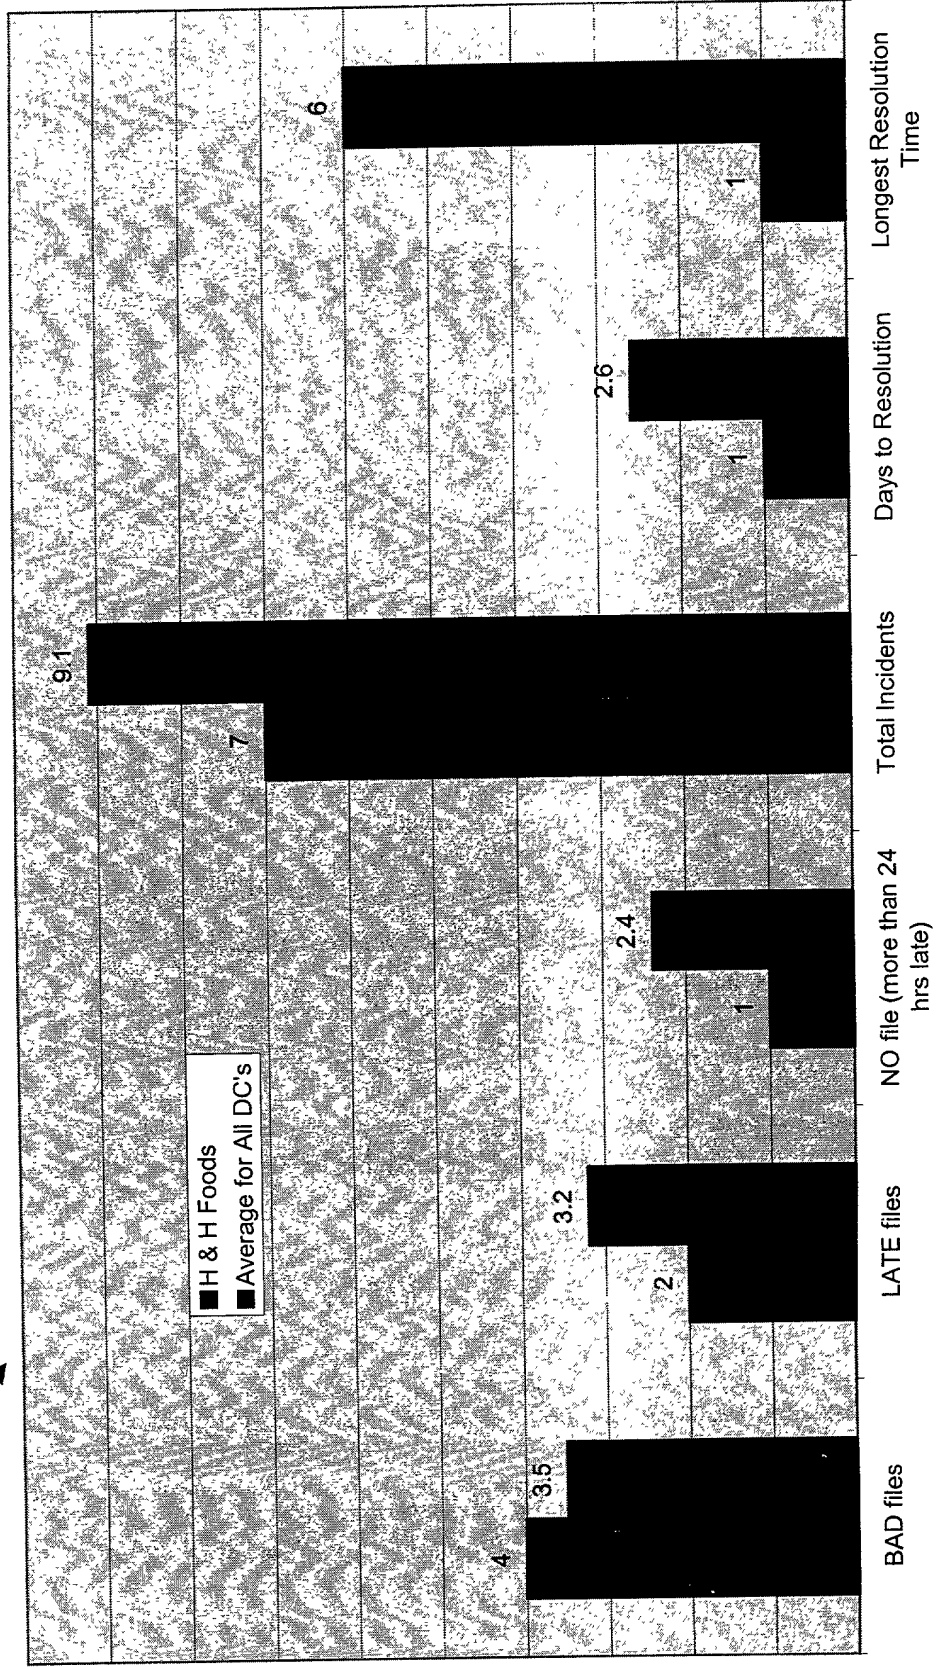 9.1
7
6
4
3.5
3.2
2
2.4
1
1
2.6
1
H & H Foods
Average for All DC's
BAD files
LATE files
NO file (more than 24
hrs late)
Total Incidents
Days to Resolution
Longest Resolution
Time